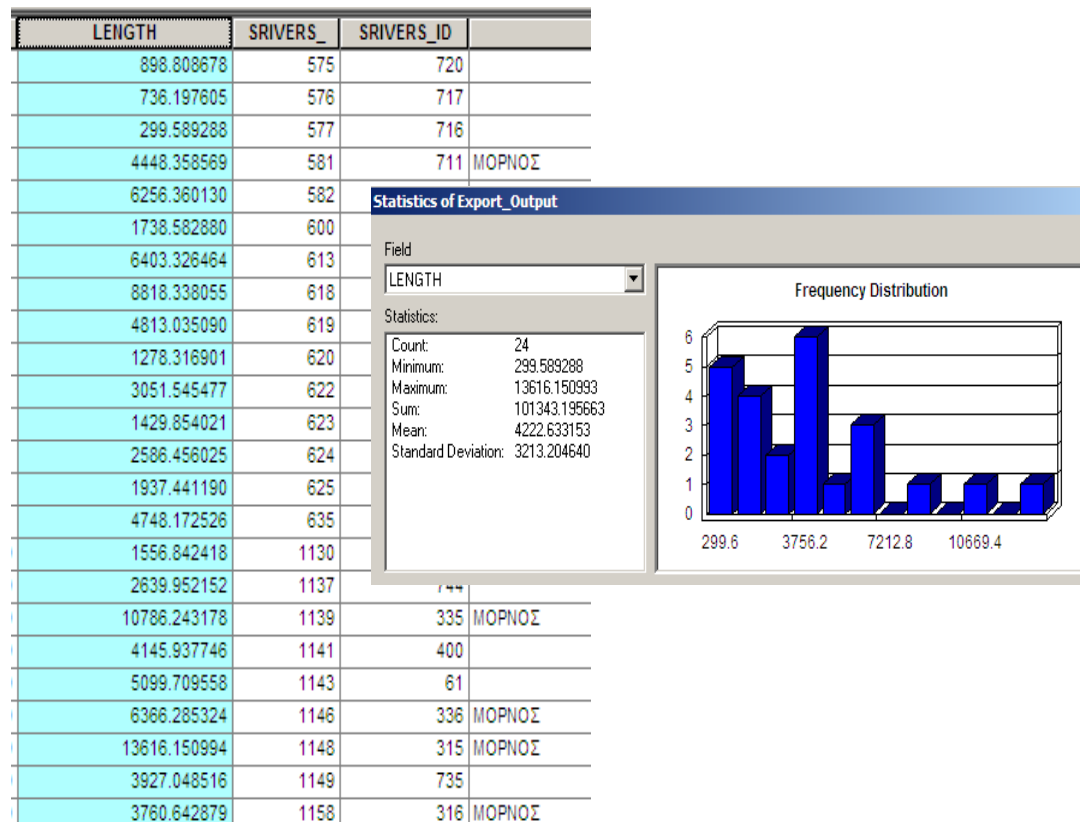 LENGTH SRIVERS_ SRIVERS_ID
898.808678 575 720
736.197605 576 717
299.589288 577 716
4448.358569 581 711 ΜΟΡΝΟΣ
6256.360130 582
1738.582880 600
6403.326464 613
8818.338055 618
4813.035090 619
1278.316901 620
3051.545477 622
1429.854021 623
2586.456025 624
1937.441190 625
4748.172526 635
1556.842418 1130
2639.952152 1137 744
10786.243178 1139 335 ΜΟΡΝΟΣ
4145.937746 1141 400
5099.709558 1143 61
6366.285324 1146 336 ΜΟΡΝΟΣ
13616.150994 1148 315 ΜΟΡΝΟΣ
3927.048516 1149 735
3760.642879 1158 316 ΜΟΡΝΟΣ
Statistics of Export_Output
Field
LENGTH
Statistics:
Count: 24
Minimum: 299.589288
Maximum: 13616.150993
Sum: 101343.195663
Mean: 4222.633153
Standard Deviation: 3213.204640
Frequency Distribution
6
5
4
3
2
1
0
299.6 3756.2 7212.8 10669.4